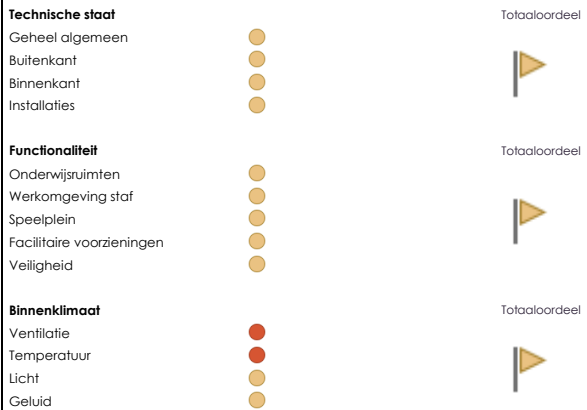 Technische staat Totaaloordeel
Geheel algemeen
Buitenkant
Binnenkant
Installaties
Functionaliteit Totaaloordeel
Onderwijsruimten
Werkomgeving staf
Speelplein
Facilitaire voorzieningen
Veiligheid
Binnenklimaat Totaaloordeel
Ventilatie
Temperatuur
Licht
Geluid